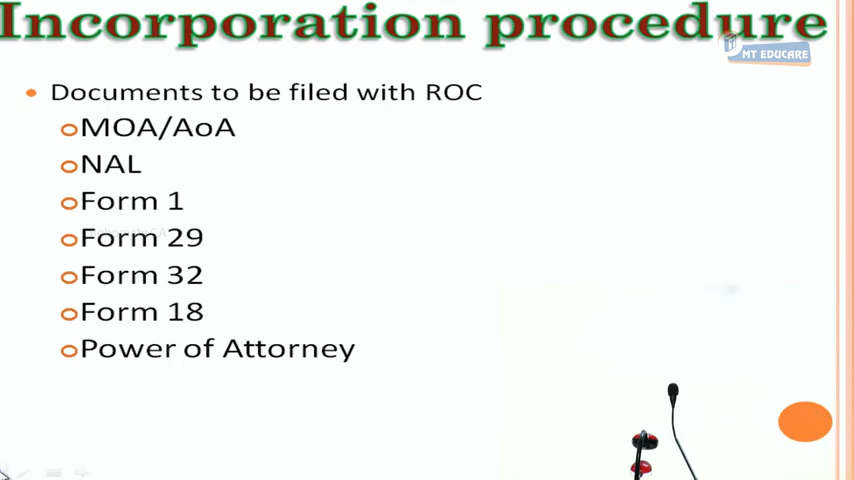 Incorporation procedure
MT EDUCARE
Documents to be filed with ROC
MOA/AoA
NAL
Form 1
Form 29
Form 32
Form 18
Power of Attorney